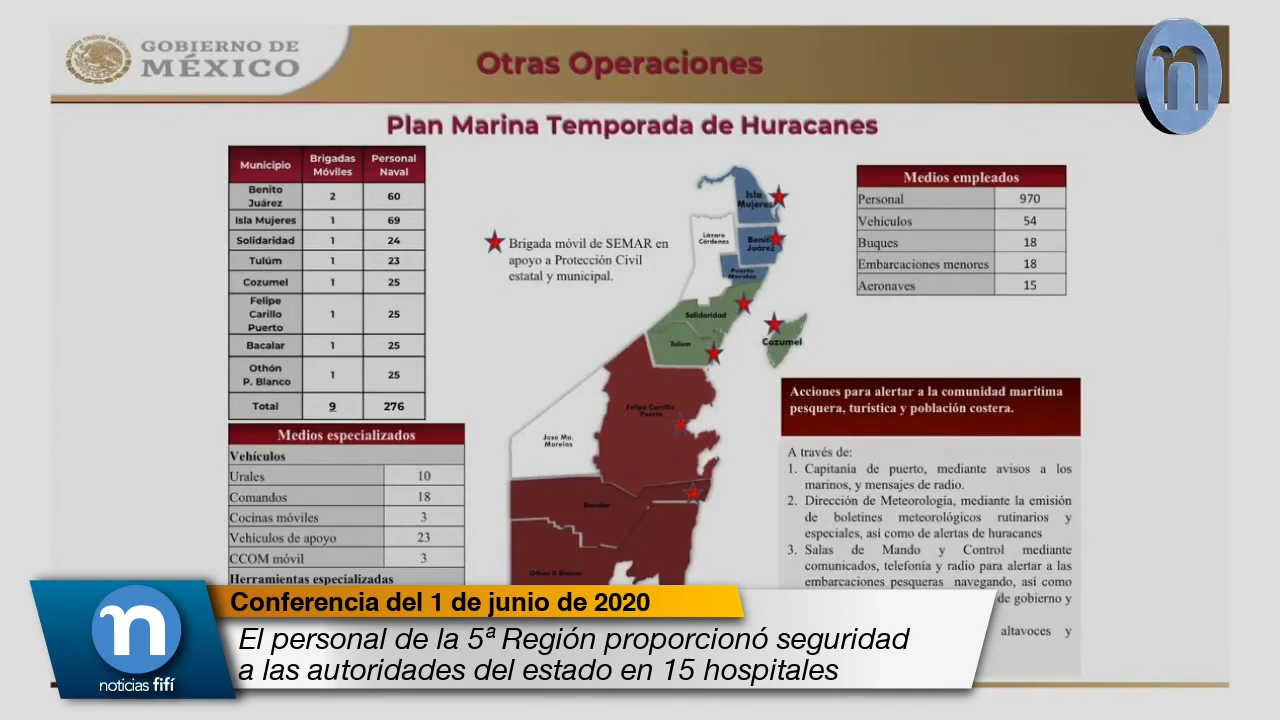 GOBIERNO DE
MÉXICO
Otras Operaciones
n
Plan Marina Temporada de Huracanes
Municipio Brigadas Móviles Personal Naval
Benito Juárez 2 60
Isla Mujeres 1 69
Solidaridad 1 24
Tulúm 1 23
Cozumel 1 25
Felipe Carillo Puerto 1 25
Bacalar 1 25
Othón P. Blanco 1 25
Total 9 276
Medios especializados
Vehículos
Urales 10
Comandos 18
Cocinas móviles 3
Vehículos de apoyo 23
CCOM móvil 3
Herramientas especializadas
Brigada móvil de SEMAR en
apoyo a Protección Civil
estatal y municipal.
Isla
Mujeres
Lázaro
Cárdenas
Benito
Juárez
Puerto
Morelos
Solidaridad
Cozumel
Tulum
Felipe Carrillo
Puerto
Jose Ma.
Morelos
Bacalar
Othon P. Blanco
Medios empleados
Personal 970
Vehículos 54
Buques 18
Embarcaciones menores 18
Aeronaves 15
Acciones para alertar a la comunidad marítima
pesquera, turística y población costera.
A través de:
1. Capitanía de puerto, mediante avisos a los
marinos, y mensajes de radio.
2. Dirección de Meteorología, mediante la emisión
de boletines meteorológicos rutinarios y
especiales, así como de alertas de huracanes
3. Salas de Mando y Control mediante
comunicados, telefonía y radio para alertar a las
embarcaciones pesqueras navegando, así como
de gobierno y
altavoces y
Conferencia del 1 de junio de 2020
El personal de la 5ª Región proporcionó seguridad
a las autoridades del estado en 15 hospitales
n
noticias fifí